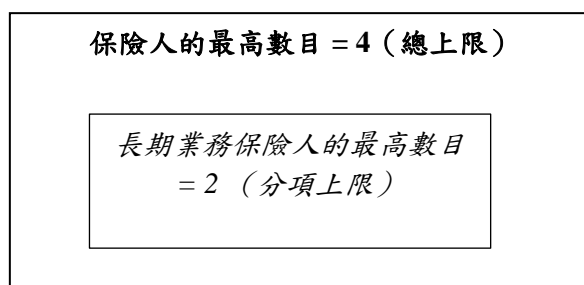 保險人的最高數目 = 4（總上限）
長期業務保險人的最高數目
= 2 （分項上限）